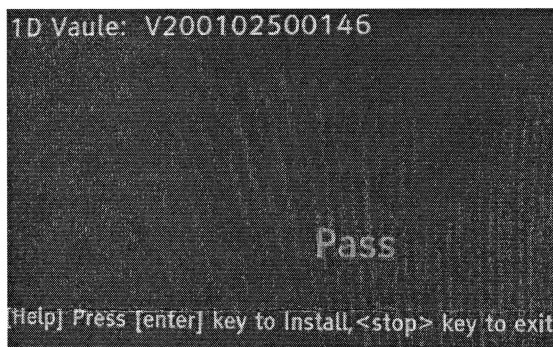 1D Vaule: V200102500146
Pass
[Help] Press [enter] key to Install,<stop> key to exit